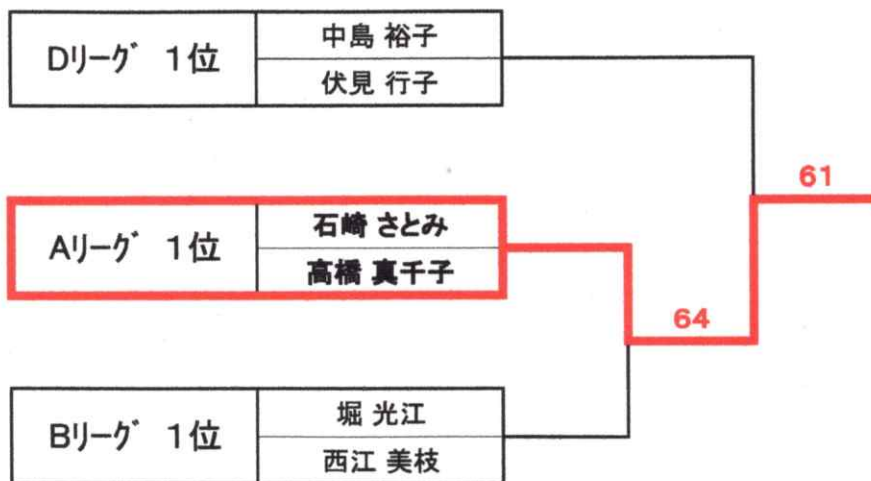 Dリーグ 1位
中島 裕子
伏見 行子
61
Aリーグ 1位
石崎 さとみ
高橋 真千子
64
Bリーグ 1位
堀 光江
西江 美枝